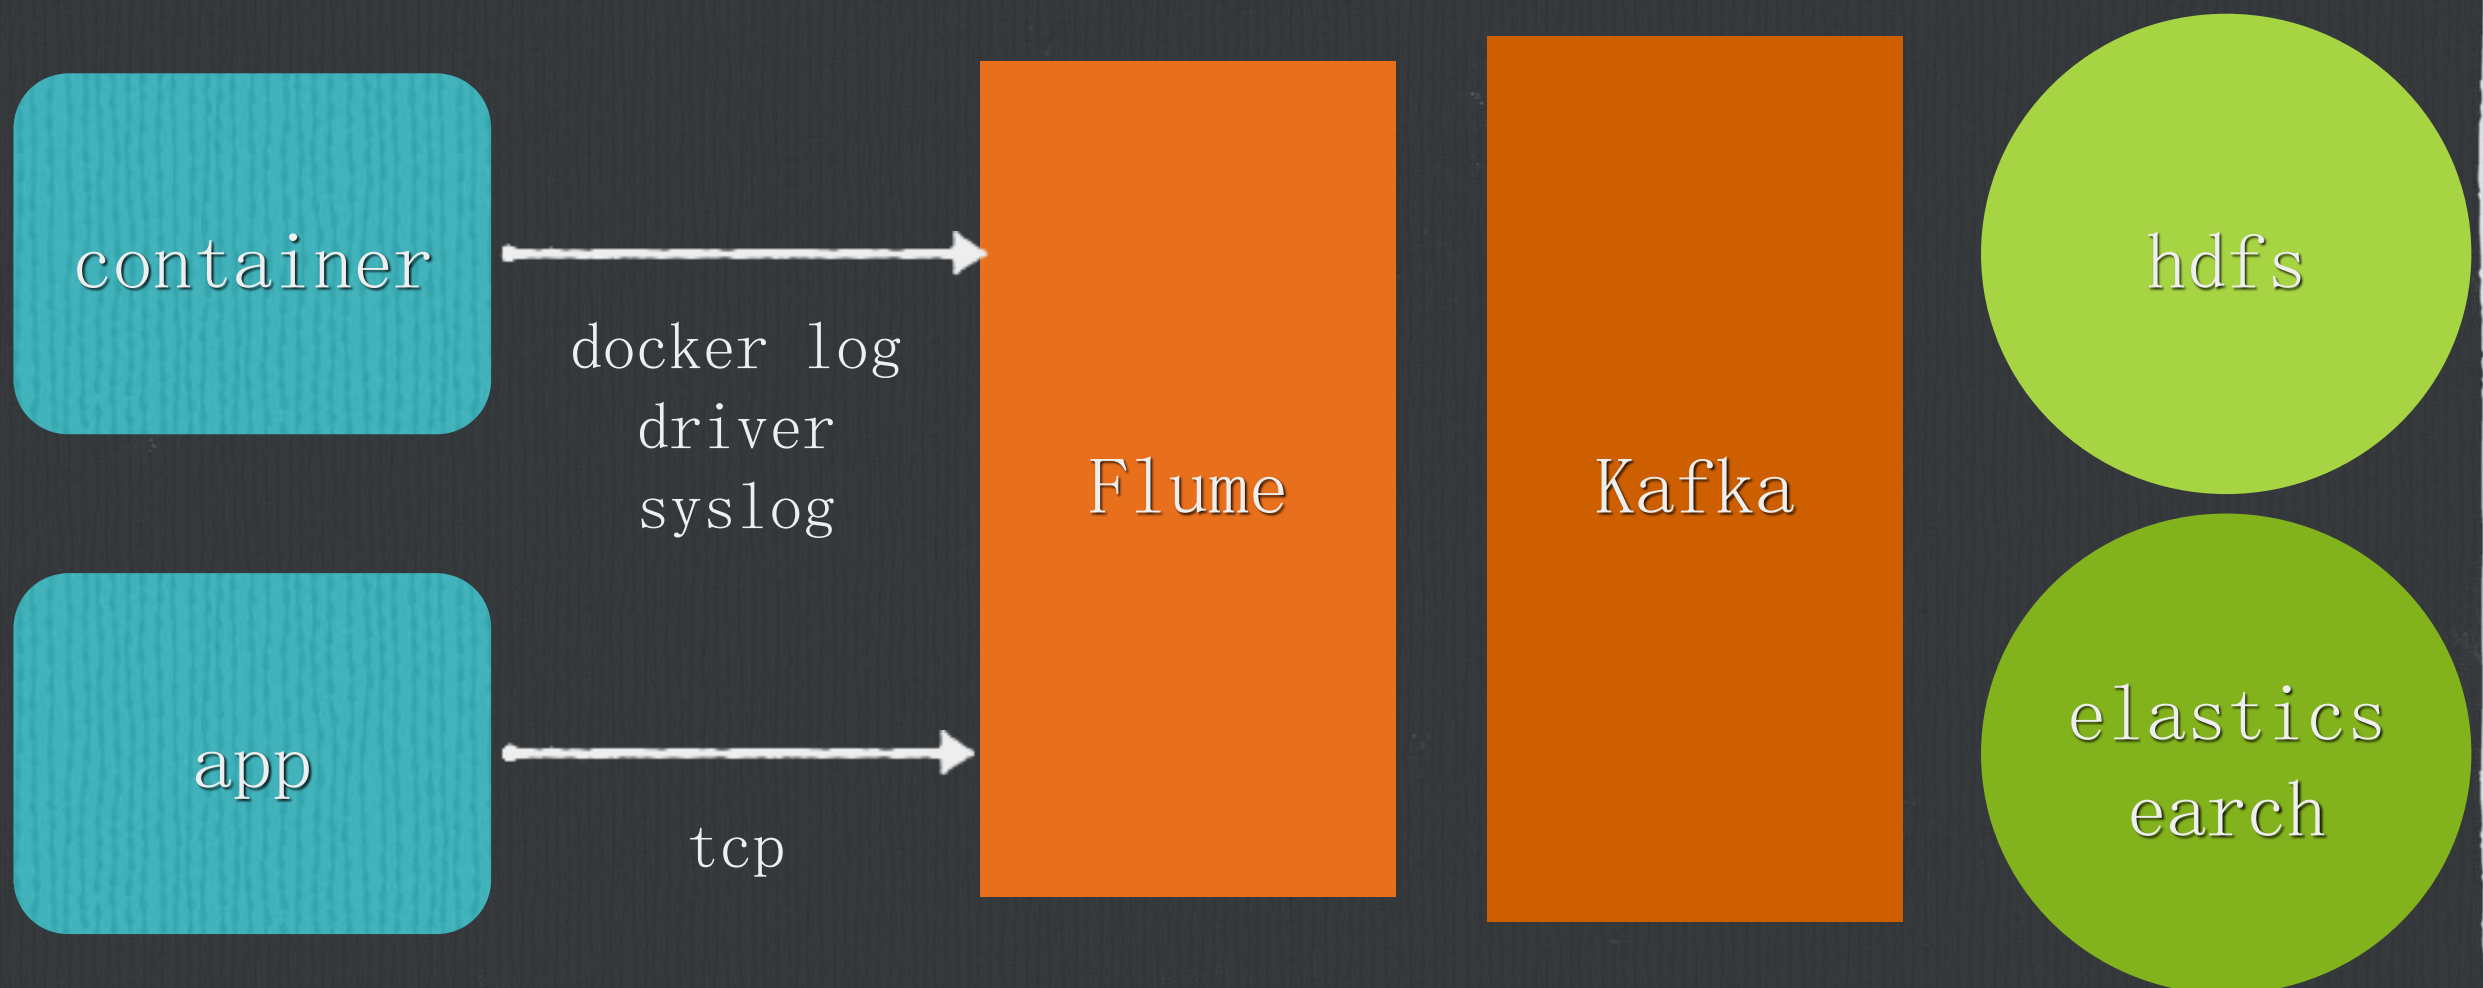 container
docker log
driver
syslog
app
tcp
Flume
Kafka
hdfs
elastics
earch